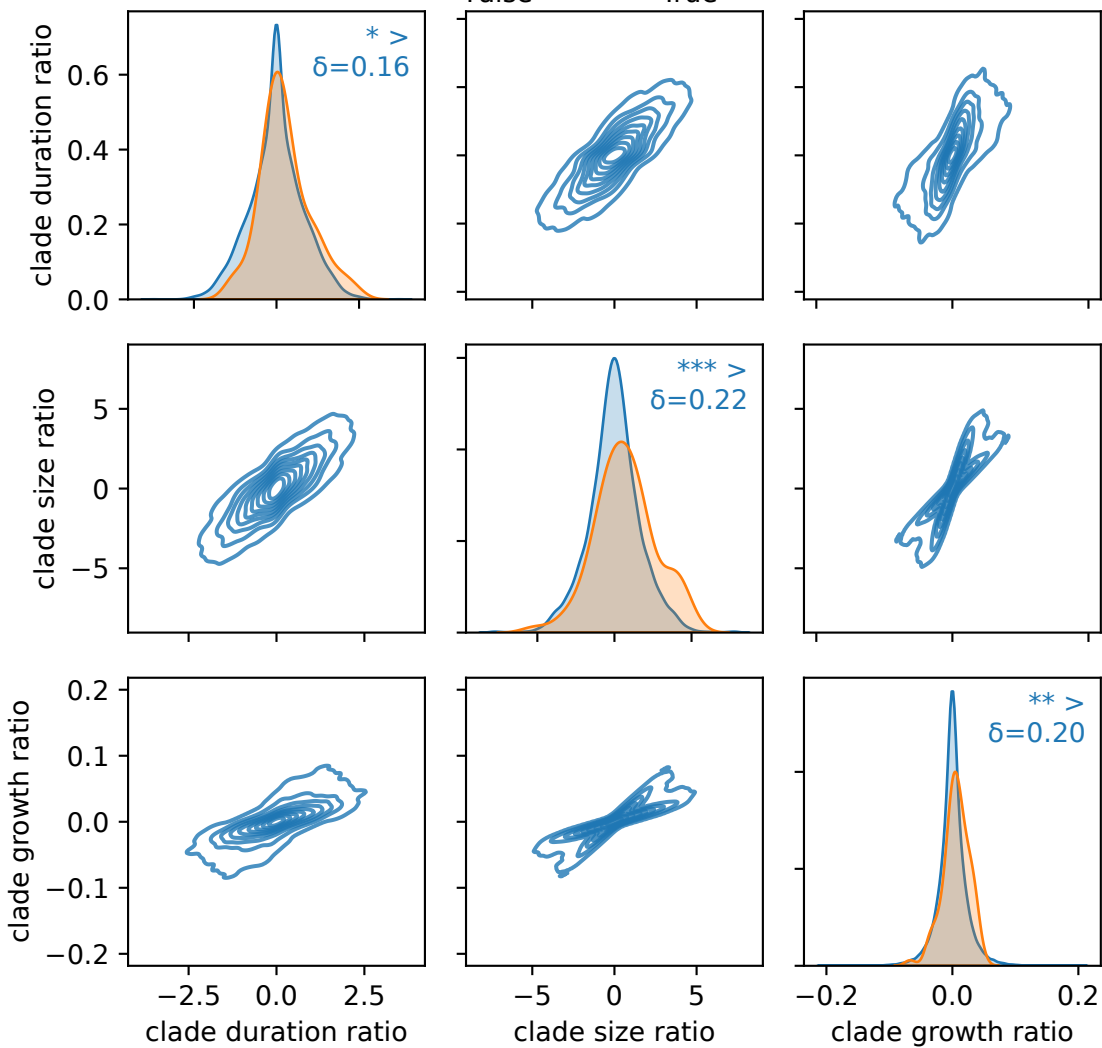 clade duration ratio
0.6
0.4
0.2
0.0
* >
δ=0.16
clade size ratio
5
0
−5
*** >
δ=0.22
clade growth ratio
0.2
0.1
0.0
−0.1
−0.2
** >
δ=0.20
−2.5 0.0 2.5
−5 0 5
−0.2 0.0 0.2
clade duration ratio
clade size ratio
clade growth ratio